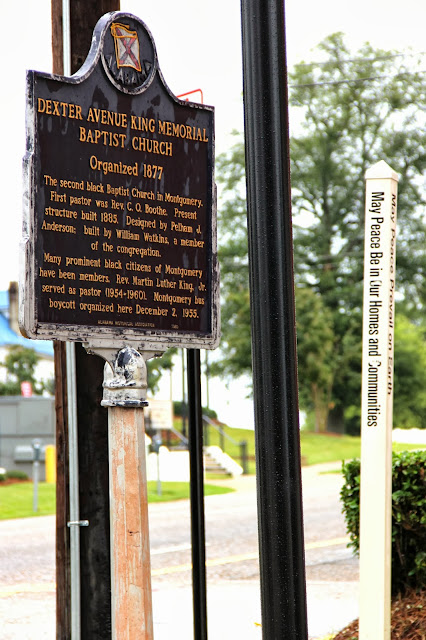 DEXTER AVENUE KING MEMORIAL
BAPTIST CHURCH
Organized 1877
The second black Baptist Church in Montgomery.
First pastor was Rev. C. O. Boothe. Present
structure built 1885. Designed by Pelham J.
Anderson; built by William Watkins, a member
of the congregation.
Many prominent black citizens of Montgomery
have been members. Rev. Martin Luther King, Jr.
served as pastor (1954-1960). Montgomery bus
boycott organized here December 2, 1955.
ALABAMA HISTORICAL ASSOCIATION
May Peace Be in Our Homes and Communities
May Peace Prevail on Earth